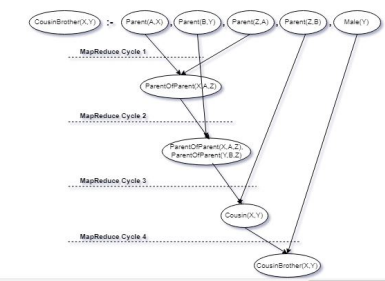 CousinBrother(X,Y) :- Parent(A,X) , Parent(B,Y) , Parent(Z,A) , Parent(Z,B) , Male(Y)
MapReduce Cycle 1
ParentOfParent(X,A,Z)
MapReduce Cycle 2
ParentOfParent(X,A,Z),
ParentOfParent(Y,B,Z)
MapReduce Cycle 3
Cousin(X,Y)
MapReduce Cycle 4
CousinBrother(X,Y)